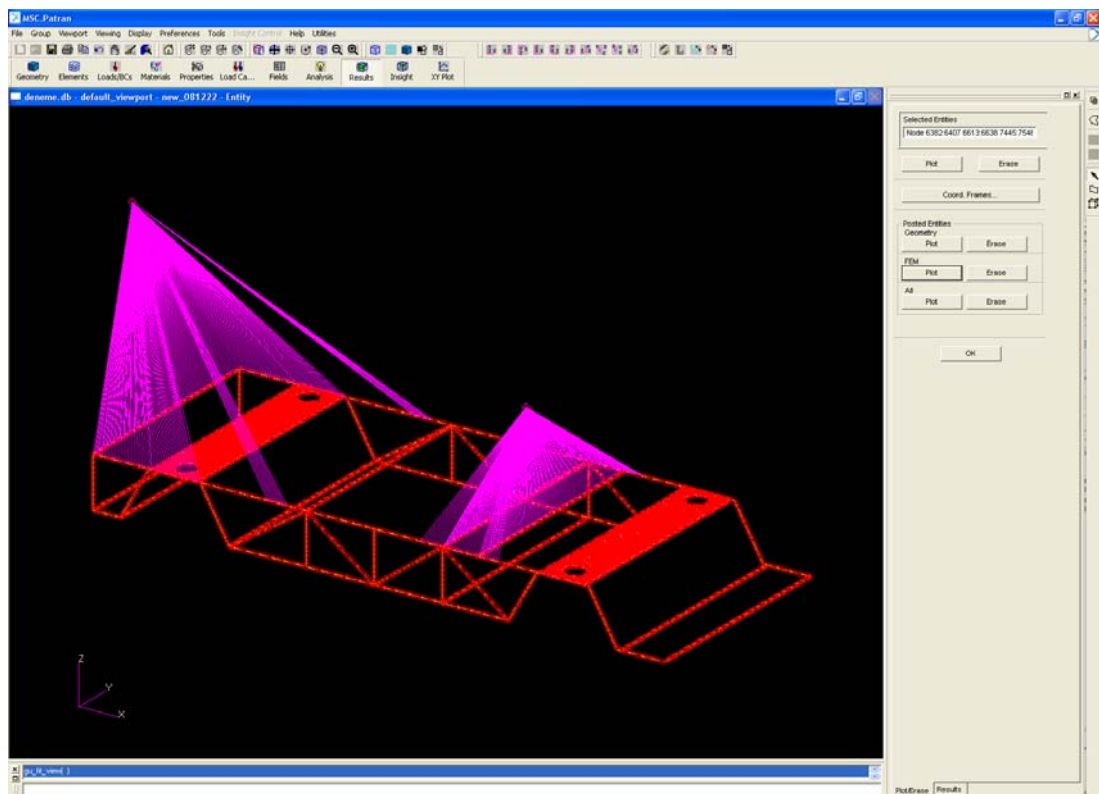 MSC.Patran
File Group Viewport Viewing Display Preferences Tools Insight Control Help Utilities
Geometry Elements Loads/BCs Materials Properties Load Ca... Fields Analysis Results Insight XY Plot
deneme.db - default_viewport - new_081222 - Entity
Selected Entities
Node 6382:6407 6613:6638 7445:7548
Plot Erase
Coord. Frames...
Posted Entities
Geometry
Plot Erase
FEM
Plot Erase
All
Plot Erase
OK
Z
Y
X
gu_fit_view( )
Plot/Erase Results